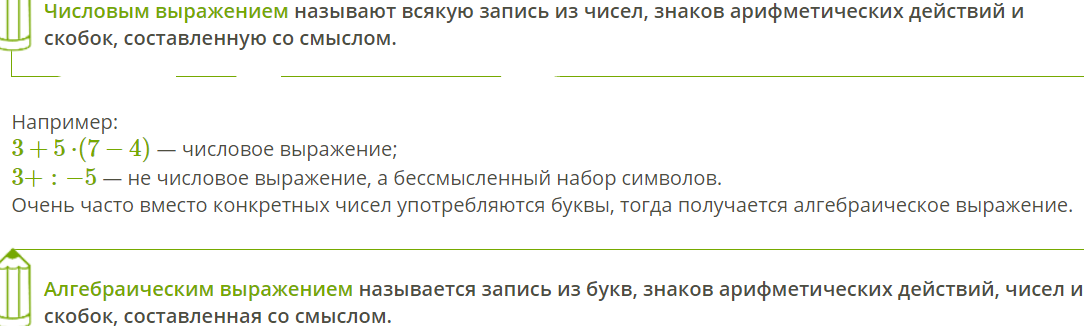 Числовым выражением называют всякую запись из чисел, знаков арифметических действий и
скобок, составленную со смыслом.
Например:
3 + 5 ·(7 − 4) — числовое выражение;
3+ : −5 — не числовое выражение, а бессмысленный набор символов.
Очень часто вместо конкретных чисел употребляются буквы, тогда получается алгебраическое выражение.
Алгебраическим выражением называется запись из букв, знаков арифметических действий, чисел и
скобок, составленная со смыслом.